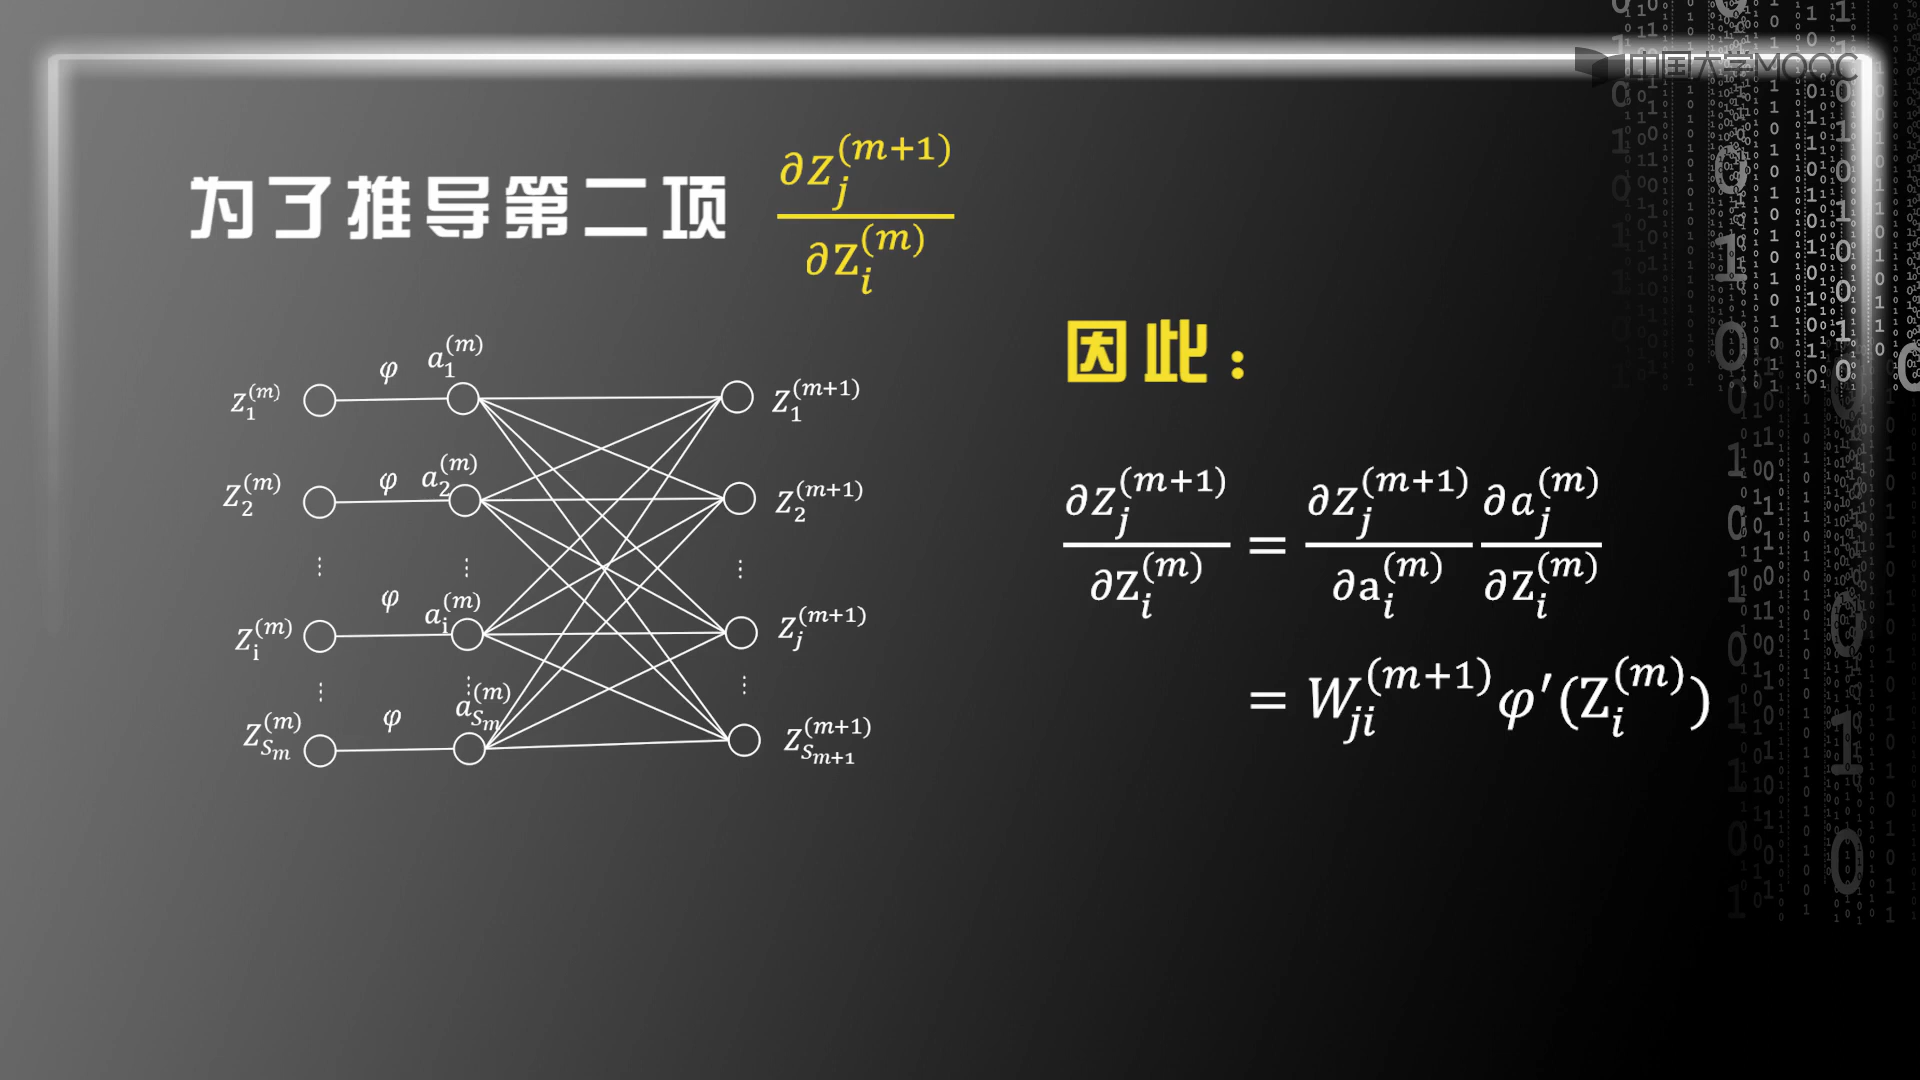 中国大学MOOC
为了推导第二项 ∂Z_j^(m+1) / ∂Z_i^(m)
因此：
φ a_1^(m)
Z_1^(m) Z_1^(m+1)
φ a_2^(m)
Z_2^(m) Z_2^(m+1)
⋮ ⋮ ⋮
φ a_i^(m)
Z_i^(m) Z_j^(m+1)
⋮ ⋮ ⋮
φ a_{S_m}^(m)
Z_{S_m}^(m) Z_{S_{m+1}}^(m+1)
∂Z_j^(m+1) / ∂Z_i^(m) = ∂Z_j^(m+1) / ∂a_i^(m) ∂a_j^(m) / ∂Z_i^(m)
= W_{ji}^(m+1) φ′(Z_i^(m))